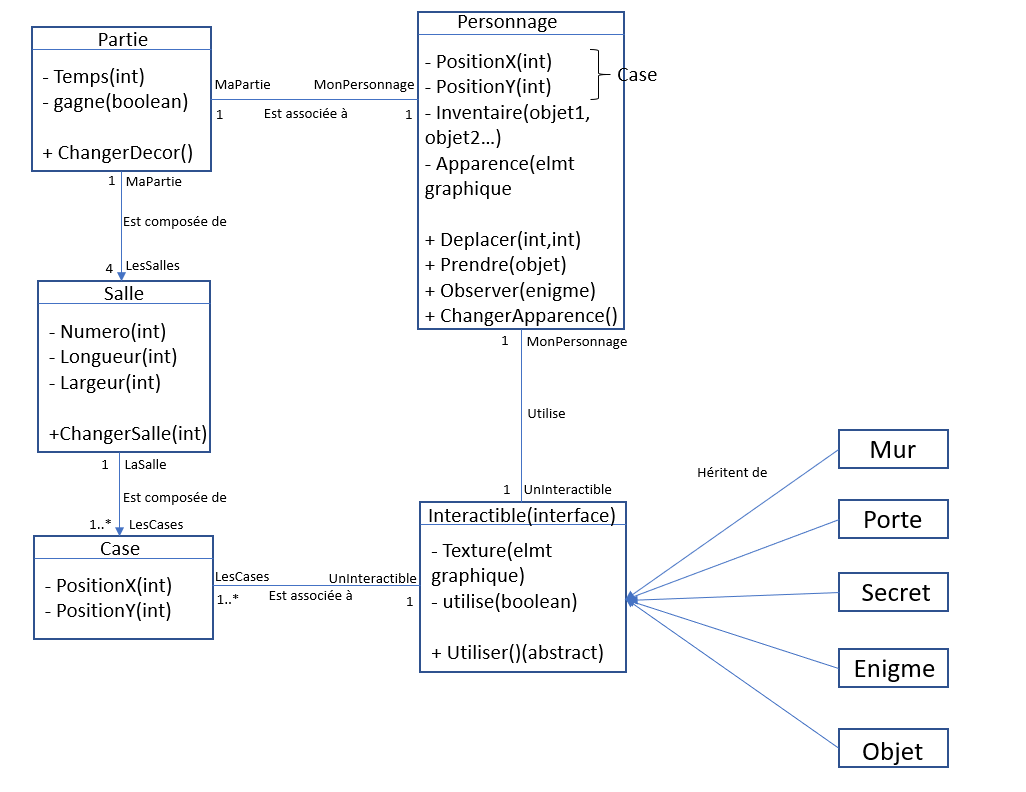 Partie
- Temps(int)
- gagne(boolean)
+ ChangerDecor()
MaPartie
MonPersonnage
1
Est associée à
1
Personnage
- PositionX(int)
- PositionY(int)
Case
- Inventaire(objet1,
objet2...)
- Apparence(elmt
graphique
+ Deplacer(int,int)
+ Prendre(objet)
+ Observer(enigme)
+ ChangerApparence()
1
MaPartie
Est composée de
4
LesSalles
Salle
- Numero(int)
- Longueur(int)
- Largeur(int)
+ChangerSalle(int)
1
MonPersonnage
Utilise
1
UnInteractible
1
LaSalle
Est composée de
1..*
LesCases
Case
- PositionX(int)
- PositionY(int)
LesCases
UnInteractible
1..*
Est associée à
1
Interactible(interface)
- Texture(elmt
graphique)
- utilise(boolean)
+ Utiliser()(abstract)
Héritent de
Mur
Porte
Secret
Enigme
Objet